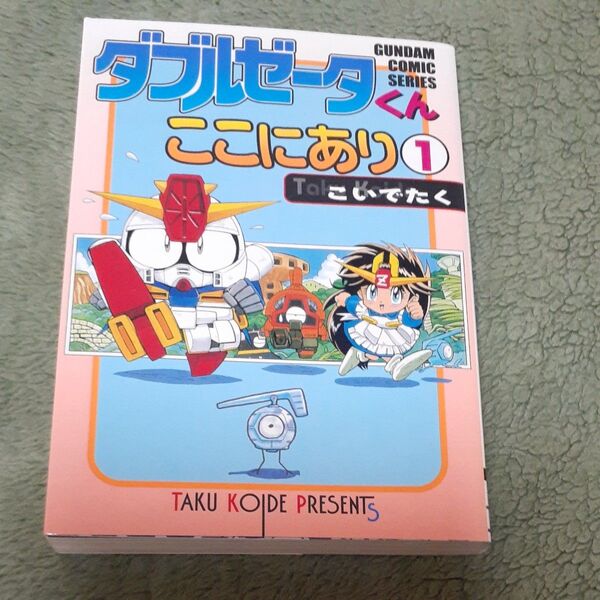 ダブルゼータくん
GUNDAM
COMIC
SERIES
ここにあり 1
こいでたく
Z
TAKU KOIDE PRESENTS